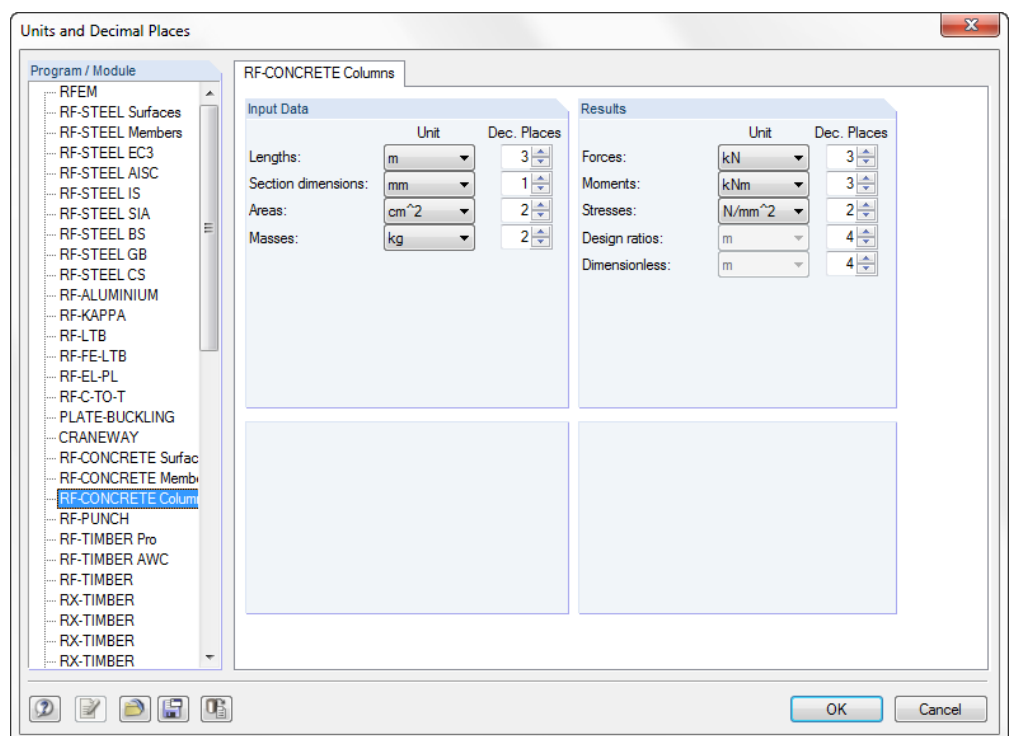 Units and Decimal Places
Program / Module
RFEM
RF-STEEL Surfaces
RF-STEEL Members
RF-STEEL EC3
RF-STEEL AISC
RF-STEEL IS
RF-STEEL SIA
RF-STEEL BS
RF-STEEL GB
RF-STEEL CS
RF-ALUMINIUM
RF-KAPPA
RF-LTB
RF-FE-LTB
RF-EL-PL
RF-C-TO-T
PLATE-BUCKLING
CRANEWAY
RF-CONCRETE Surfac
RF-CONCRETE Memb
RF-CONCRETE Colum
RF-PUNCH
RF-TIMBER Pro
RF-TIMBER AWC
RF-TIMBER
RX-TIMBER
RX-TIMBER
RX-TIMBER
RX-TIMBER
RF-CONCRETE Columns
Input Data
Unit Dec. Places
Lengths: m 3
Section dimensions: mm 1
Areas: cm^2 2
Masses: kg 2
Results
Unit Dec. Places
Forces: kN 3
Moments: kNm 3
Stresses: N/mm^2 2
Design ratios: m 4
Dimensionless: m 4
OK Cancel